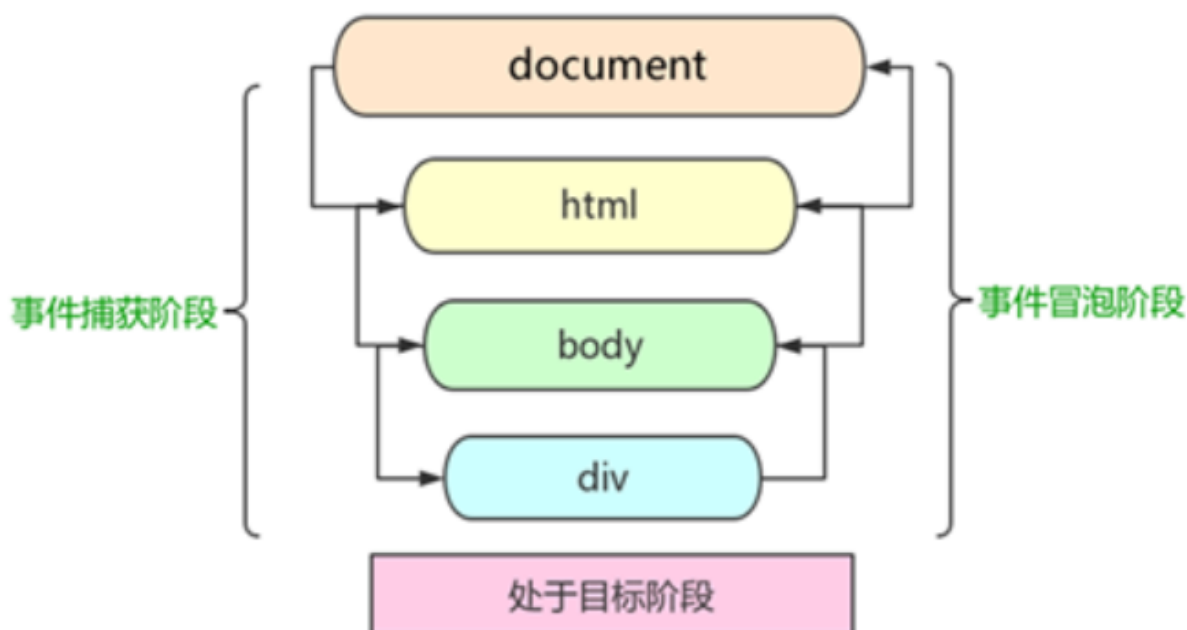 document
html
事件捕获阶段
事件冒泡阶段
body
div
处于目标阶段